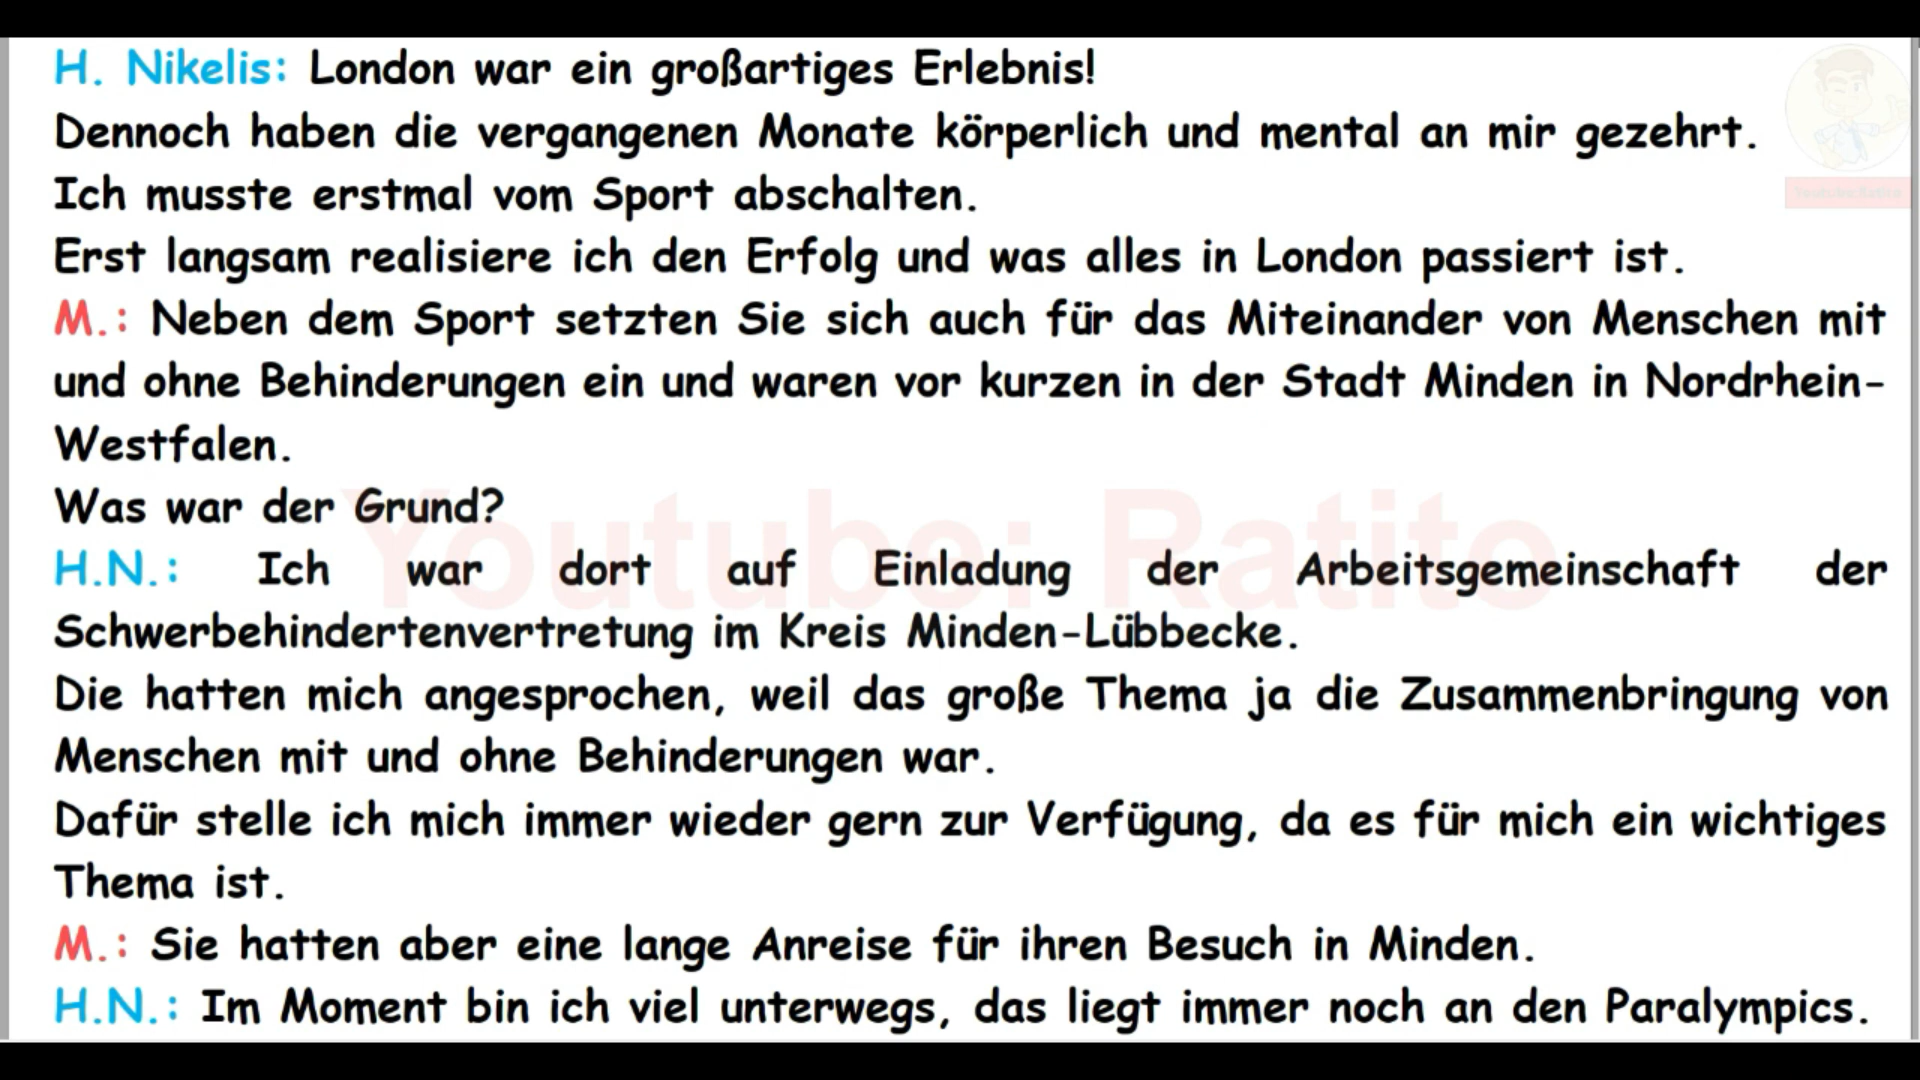 H. Nikelis: London war ein großartiges Erlebnis!
Dennoch haben die vergangenen Monate körperlich und mental an mir gezehrt.
Ich musste erstmal vom Sport abschalten.
Erst langsam realisiere ich den Erfolg und was alles in London passiert ist.
M.: Neben dem Sport setzten Sie sich auch für das Miteinander von Menschen mit
und ohne Behinderungen ein und waren vor kurzen in der Stadt Minden in Nordrhein-
Westfalen.
Was war der Grund?
Youtube: Ratito
H.N.: Ich war dort auf Einladung der Arbeitsgemeinschaft der
Schwerbehindertenvertretung im Kreis Minden-Lübbecke.
Die hatten mich angesprochen, weil das große Thema ja die Zusammenbringung von
Menschen mit und ohne Behinderungen war.
Dafür stelle ich mich immer wieder gern zur Verfügung, da es für mich ein wichtiges
Thema ist.
M.: Sie hatten aber eine lange Anreise für ihren Besuch in Minden.
H.N.: Im Moment bin ich viel unterwegs, das liegt immer noch an den Paralympics.
Youtube: Ratito